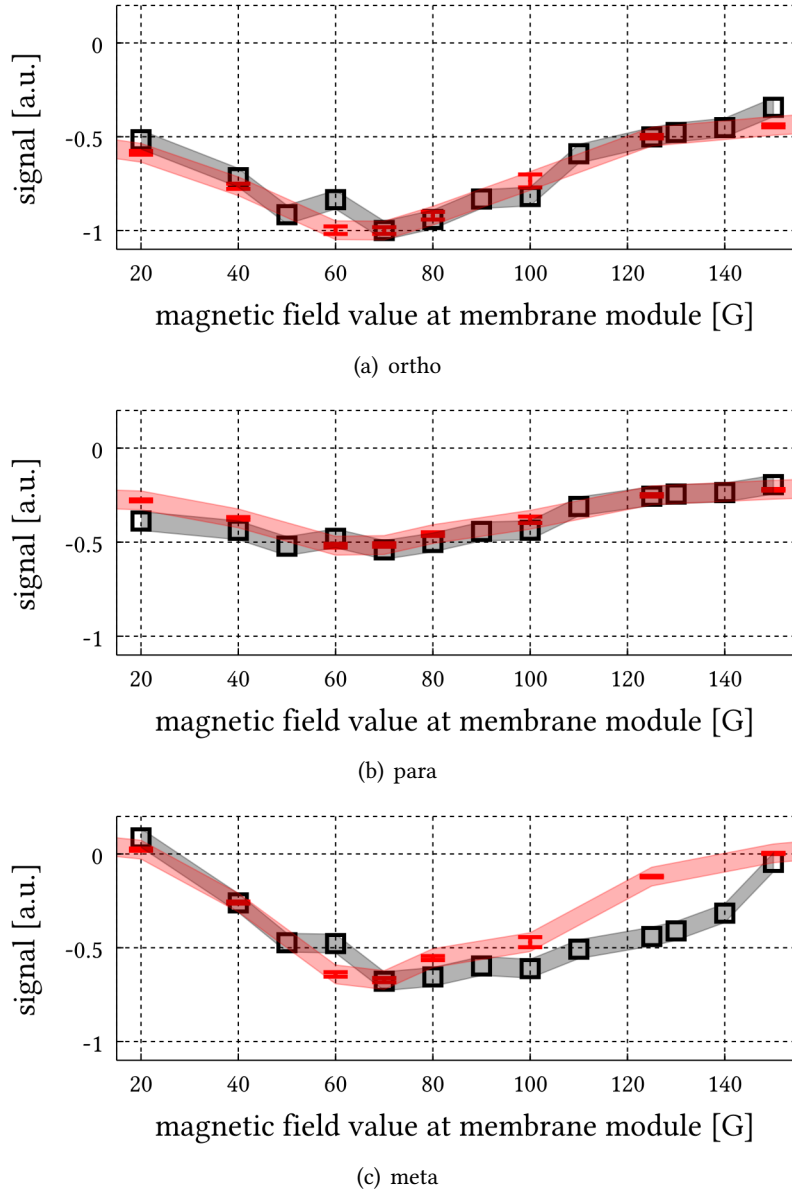 0
-0.5
-1
signal [a.u.]
20 40 60 80 100 120 140
magnetic field value at membrane module [G]
(a) ortho
0
-0.5
-1
signal [a.u.]
20 40 60 80 100 120 140
magnetic field value at membrane module [G]
(b) para
0
-0.5
-1
signal [a.u.]
20 40 60 80 100 120 140
magnetic field value at membrane module [G]
(c) meta